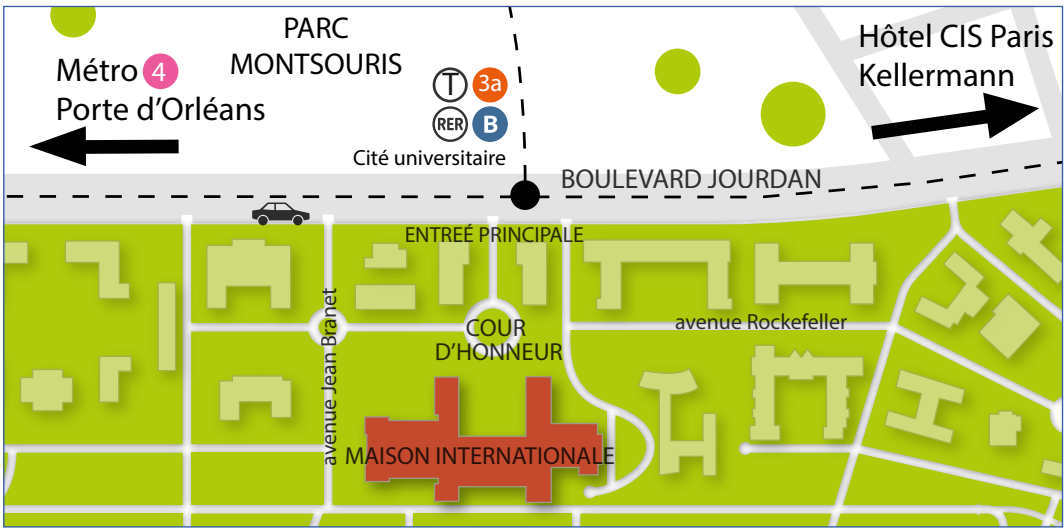 PARC
MONTSOURIS
Métro 4
Porte d'Orléans
T 3a
RER B
Cité universitaire
Hôtel CIS Paris
Kellermann
BOULEVARD JOURDAN
ENTREÉ PRINCIPALE
avenue Jean Branet
COUR
D'HONNEUR
avenue Rockefeller
MAISON INTERNATIONALE